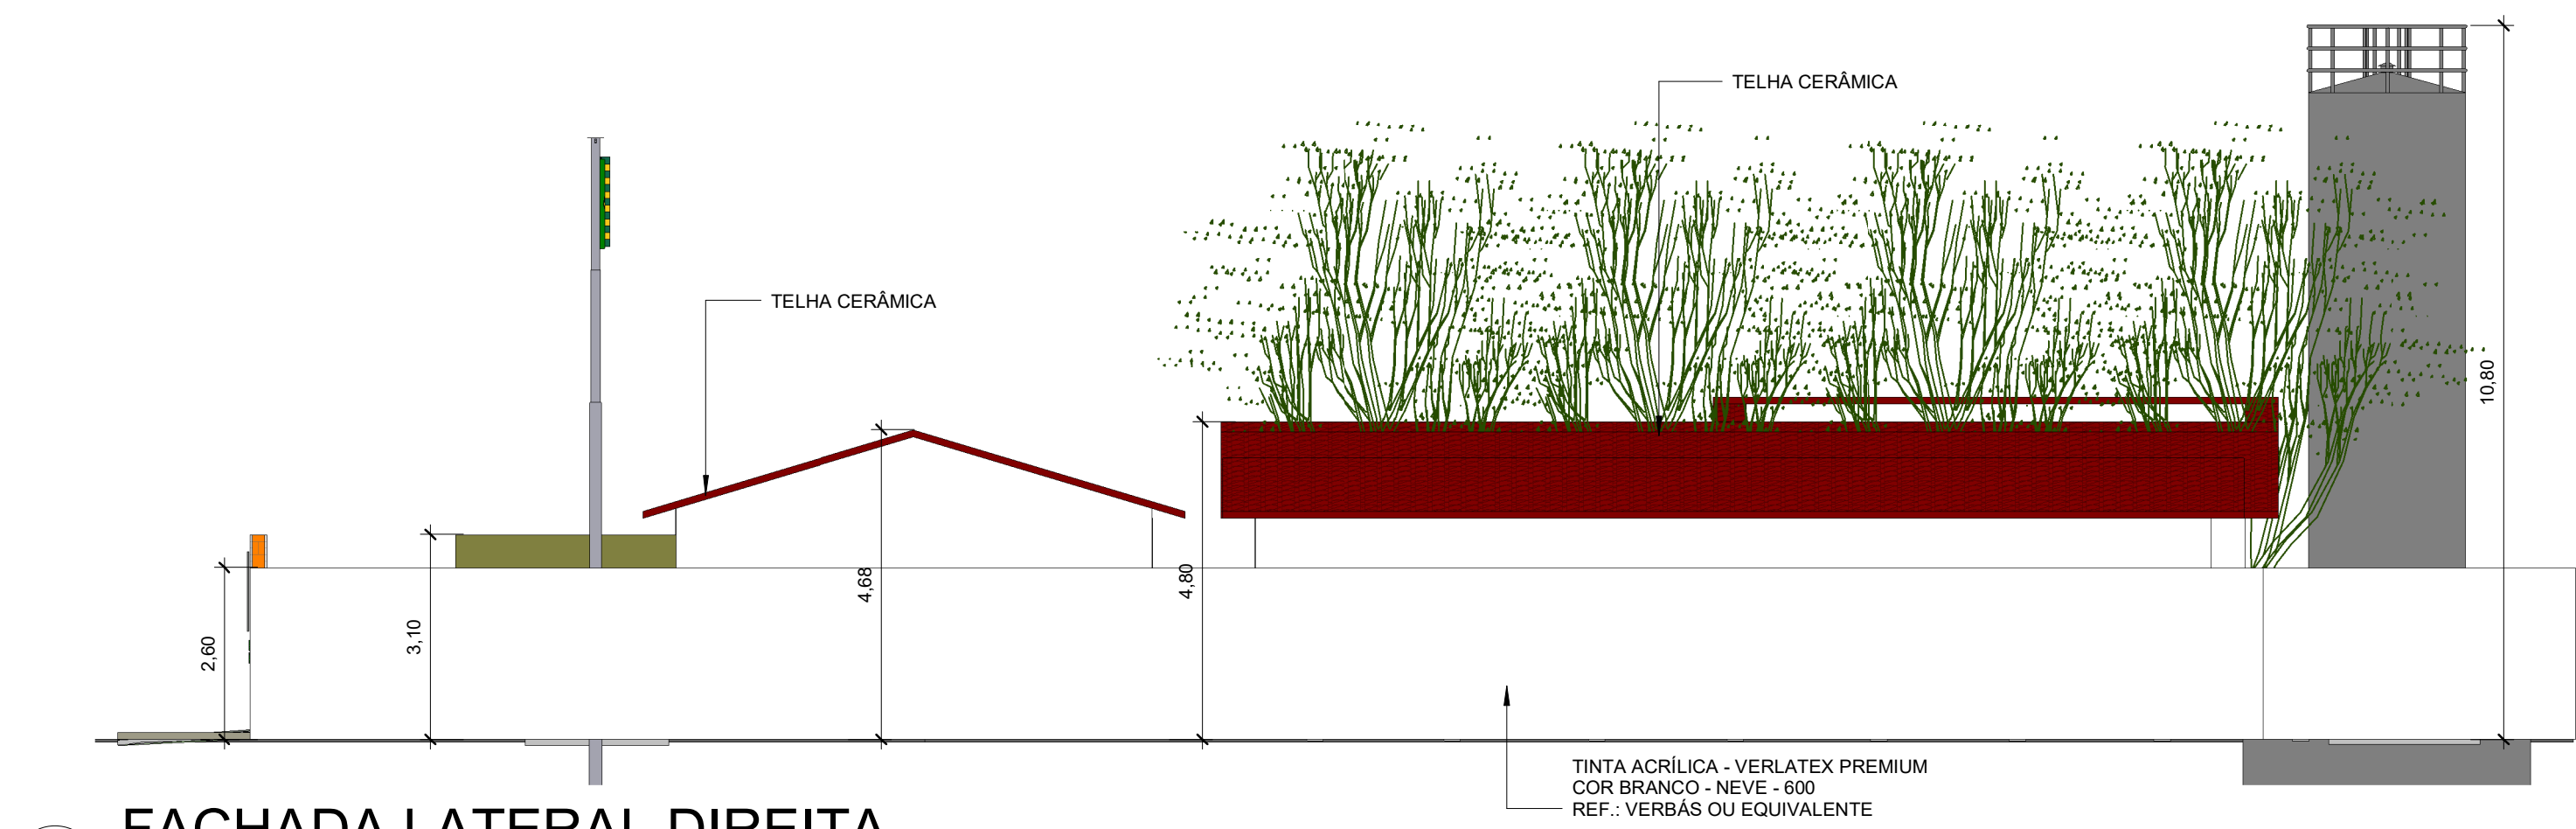 TELHA CERÂMICA
TELHA CERÂMICA
10,80
2,60
3,10
4,68
4,80
TINTA ACRÍLICA - VERLATEX PREMIUM
COR BRANCO - NEVE - 600
REF.: VERBÁS OU EQUIVALENTE
FACHADA LATERAL DIREITA